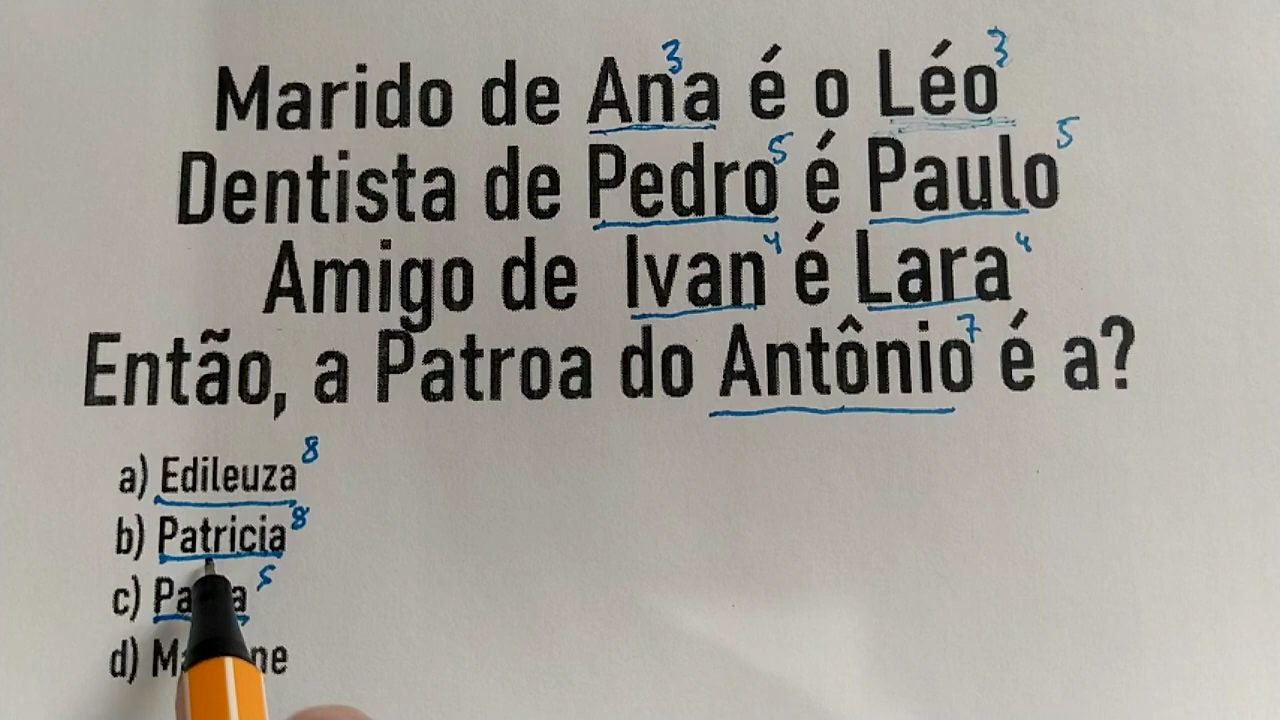 Marido de Ana³ é o Léo³
Dentista de Pedro⁵ é Paulo⁵
Amigo de Ivan⁴ é Lara⁴
Então, a Patroa do Antônio⁷ é a?
a) Edileuza⁸
b) Patricia⁸
c) ⁵
d)